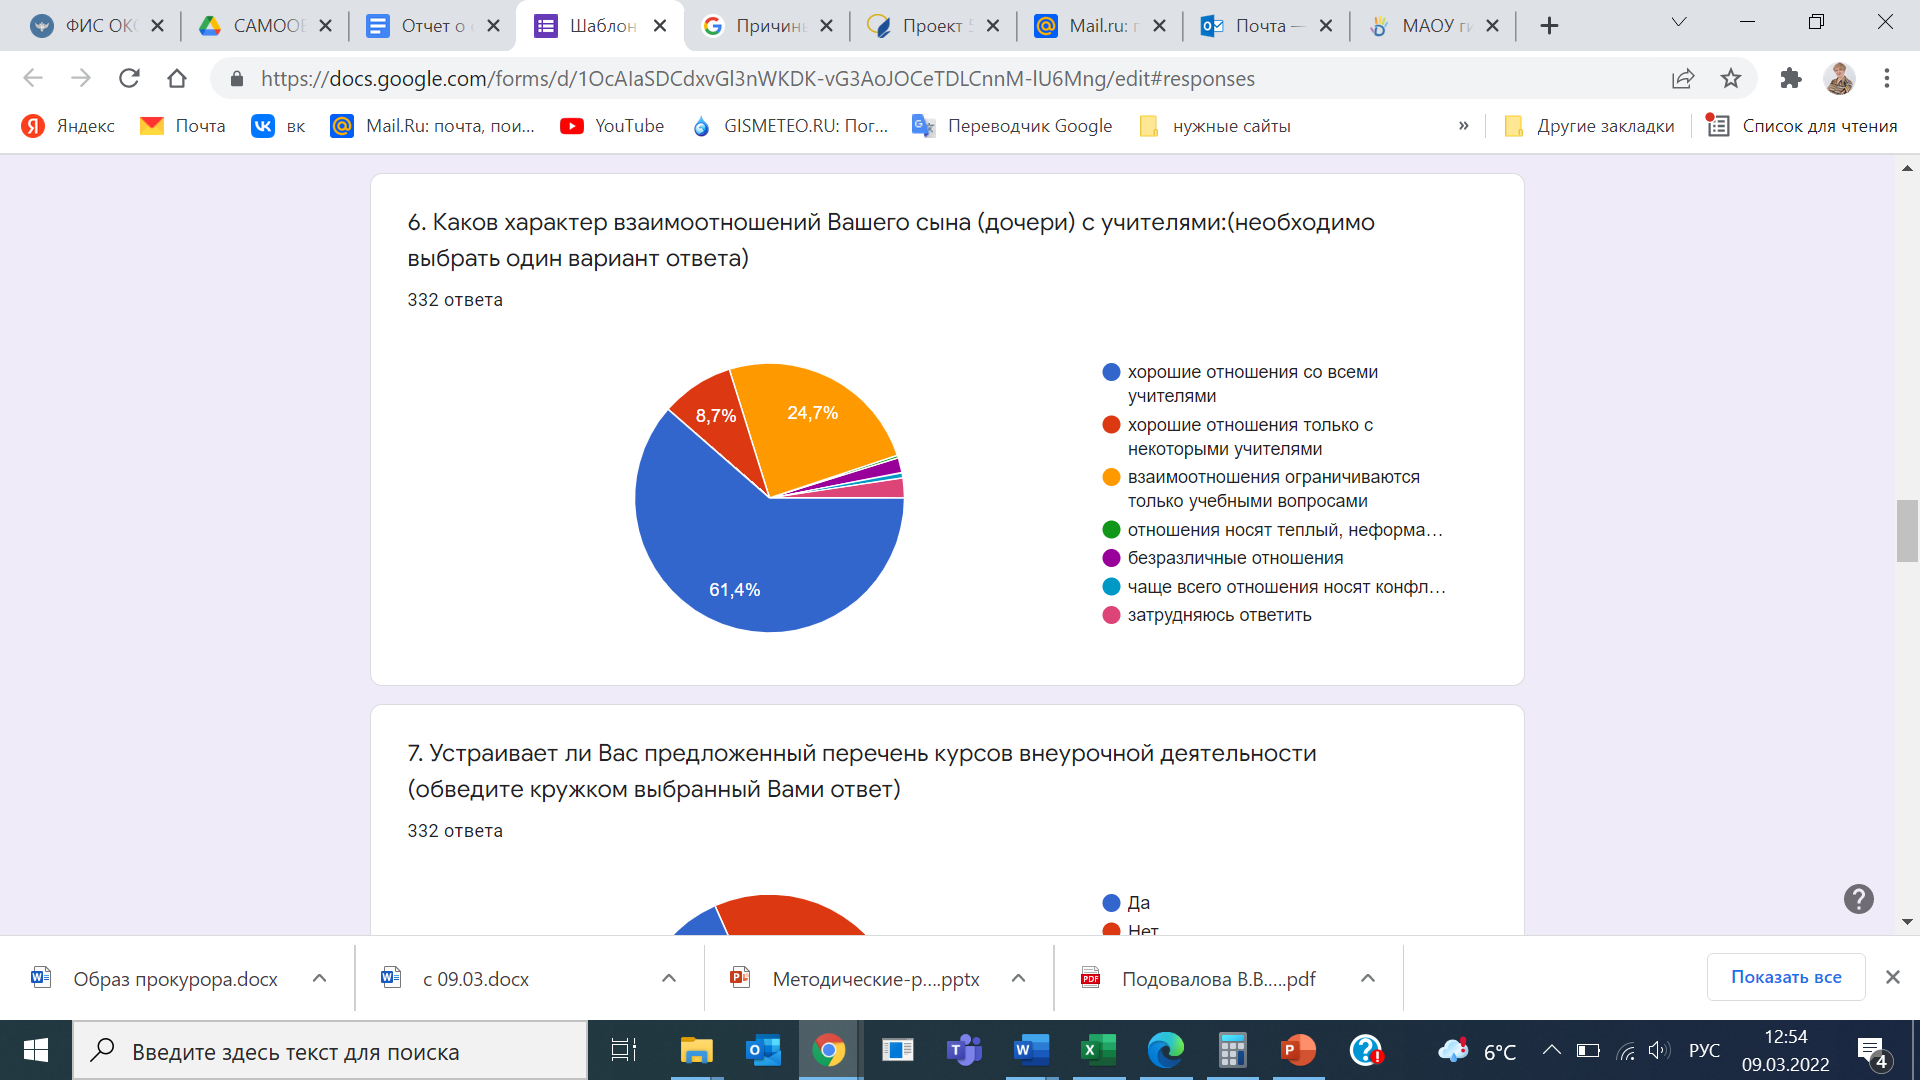 ФИС ОКО
САМООБ
Отчет о
Шаблон
Причинь
Проект
Mail.ru:
Почта —
МАОУ ги
https://docs.google.com/forms/d/1OcAIaSDCdxvGl3nWKDK-vG3AoJOCeTDLCnnM-lU6Mng/edit#responses
Яндекс
Почта
вк
Mail.Ru: почта, пои...
YouTube
GISMETEO.RU: Пог...
Переводчик Google
нужные сайты
»
Другие закладки
Список для чтения
6. Каков характер взаимоотношений Вашего сына (дочери) с учителями:(необходимо
выбрать один вариант ответа)
332 ответа
8,7%
24,7%
61,4%
хорошие отношения со всеми
учителями
хорошие отношения только с
некоторыми учителями
взаимоотношения ограничиваются
только учебными вопросами
отношения носят теплый, неформа…
безразличные отношения
чаще всего отношения носят конфл…
затрудняюсь ответить
7. Устраивает ли Вас предложенный перечень курсов внеурочной деятельности
(обведите кружком выбранный Вами ответ)
332 ответа
Да
Нет
Образ прокурора.docx
с 09.03.docx
Методические-р....pptx
Подовалова В.В.....pdf
Показать все
Введите здесь текст для поиска
6°C
РУС
12:54
09.03.2022
4